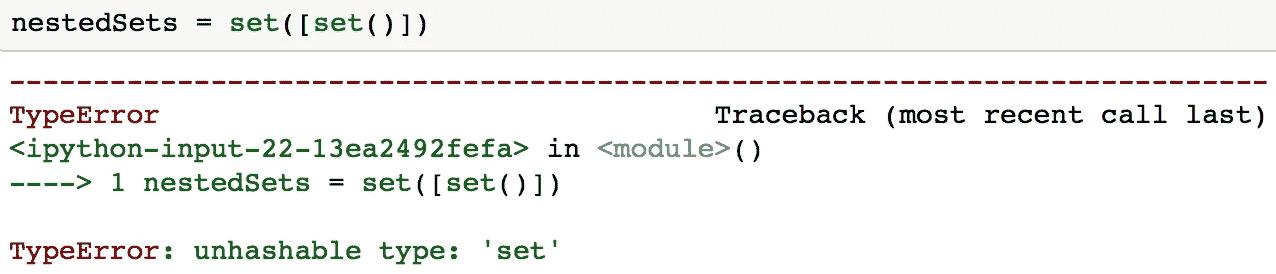 nestedSets = set([set()])
---------------------------------------------------------------------------
TypeError                                 Traceback (most recent call last)
<ipython-input-22-13ea2492fefa> in <module>()
----> 1 nestedSets = set([set()])
TypeError: unhashable type: 'set'